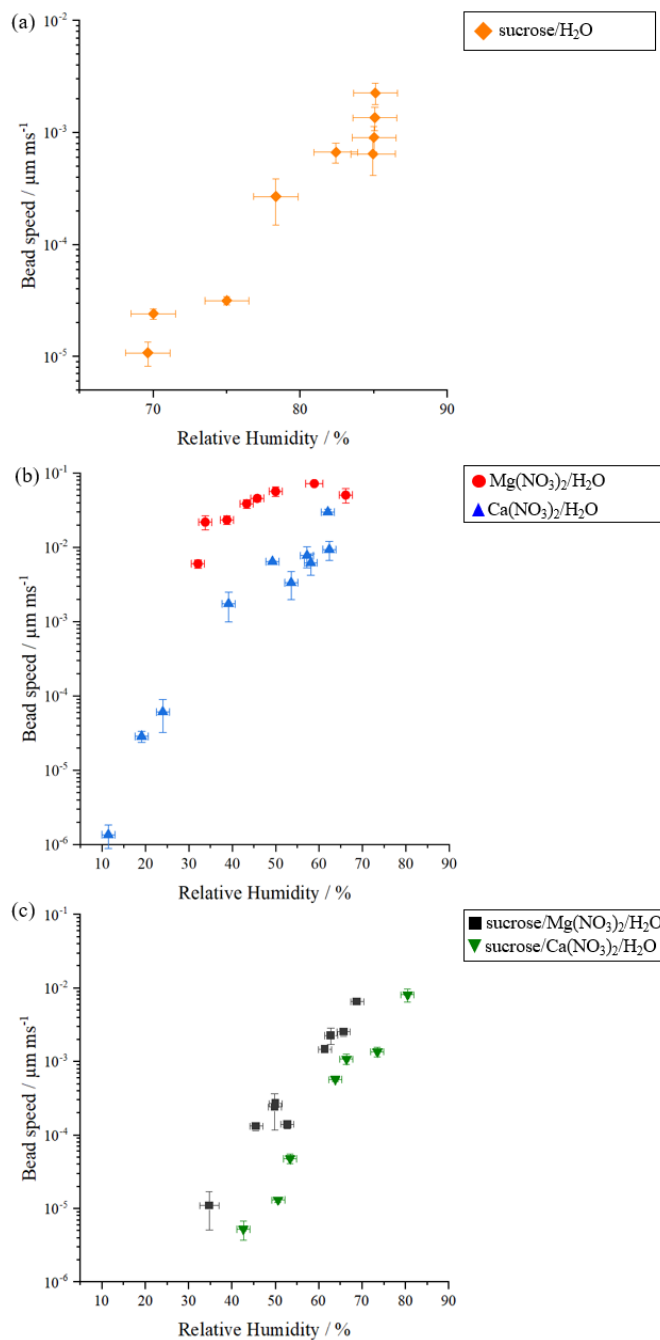 (a)
sucrose/H₂O
10⁻²
10⁻³
10⁻⁴
10⁻⁵
Bead speed / µm ms⁻¹
70 80 90
Relative Humidity / %
(b)
Mg(NO₃)₂/H₂O
Ca(NO₃)₂/H₂O
10⁻¹
10⁻²
10⁻³
10⁻⁴
10⁻⁵
10⁻⁶
Bead speed / µm ms⁻¹
10 20 30 40 50 60 70 80 90
Relative Humidity / %
(c)
sucrose/Mg(NO₃)₂/H₂O
sucrose/Ca(NO₃)₂/H₂O
10⁻¹
10⁻²
10⁻³
10⁻⁴
10⁻⁵
10⁻⁶
Bead speed / µm ms⁻¹
10 20 30 40 50 60 70 80 90
Relative Humidity / %